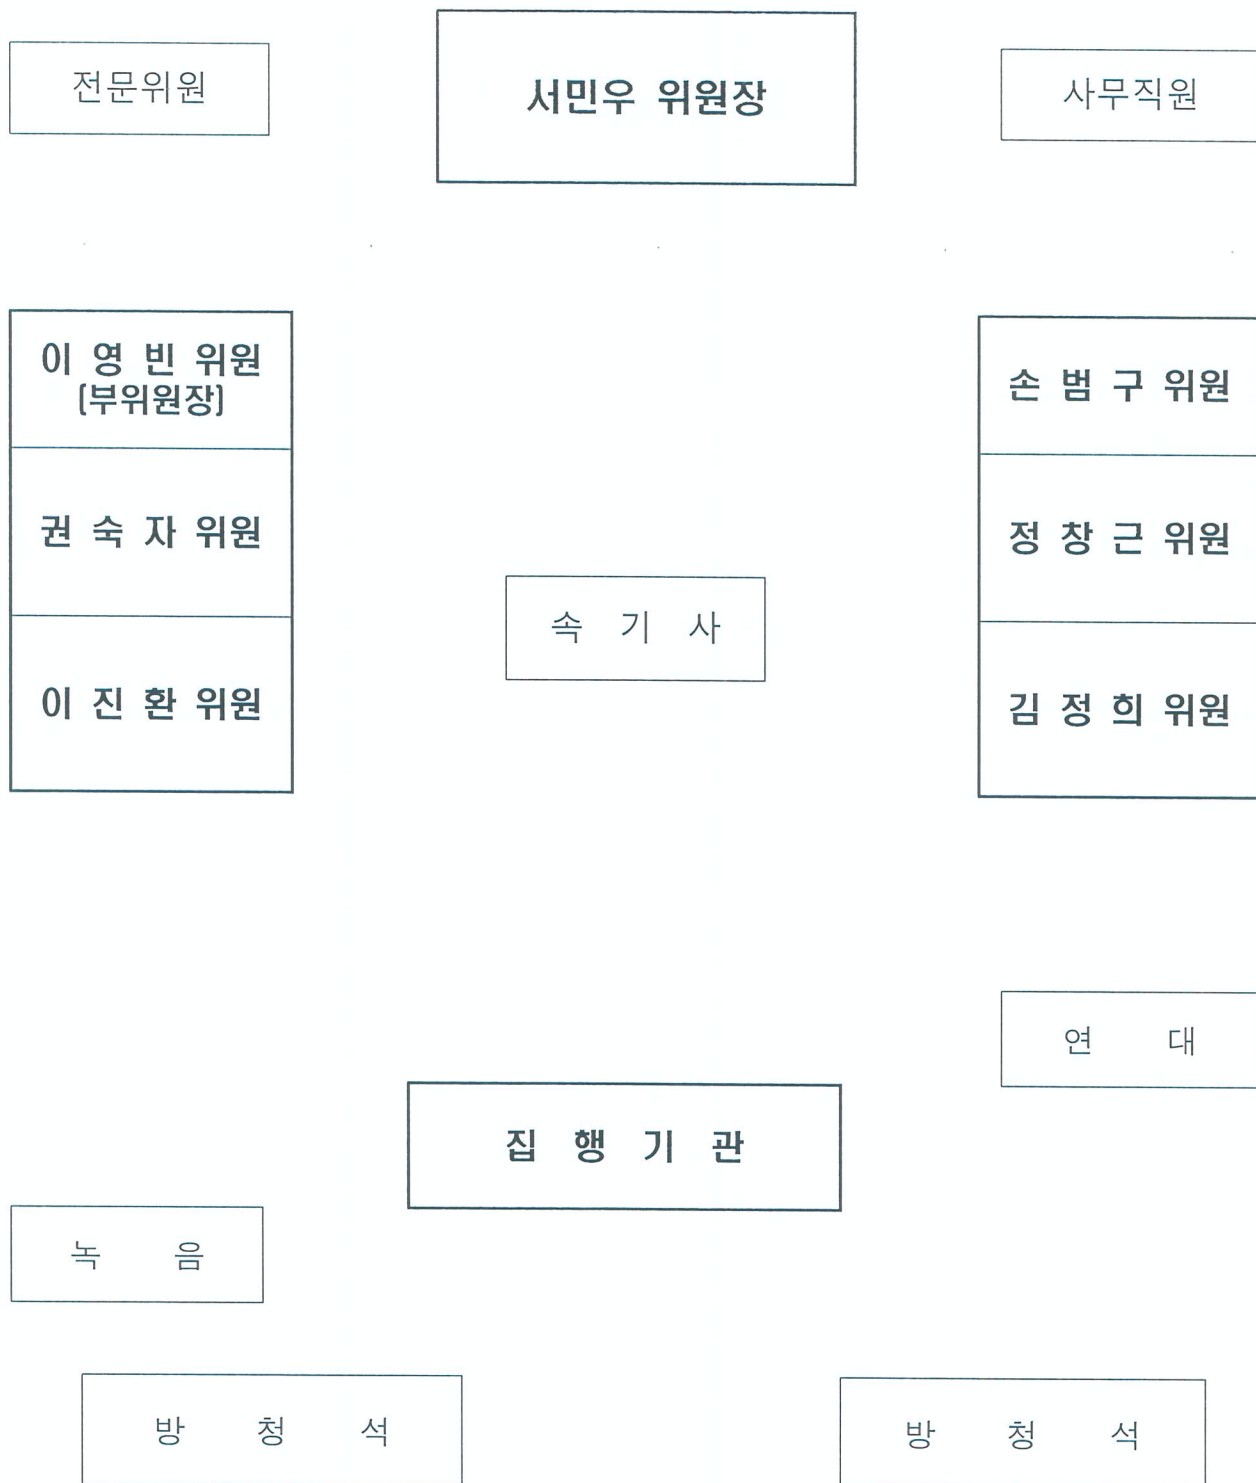 전문위원
서민우 위원장
사무직원
이 영 빈 위원
(부위원장)
손 범 구 위원
권 숙 자 위원
정 창 근 위원
속 기 사
이 진 환 위원
김 정 희 위원
연 대
집 행 기 관
녹 음
방 청 석
방 청 석